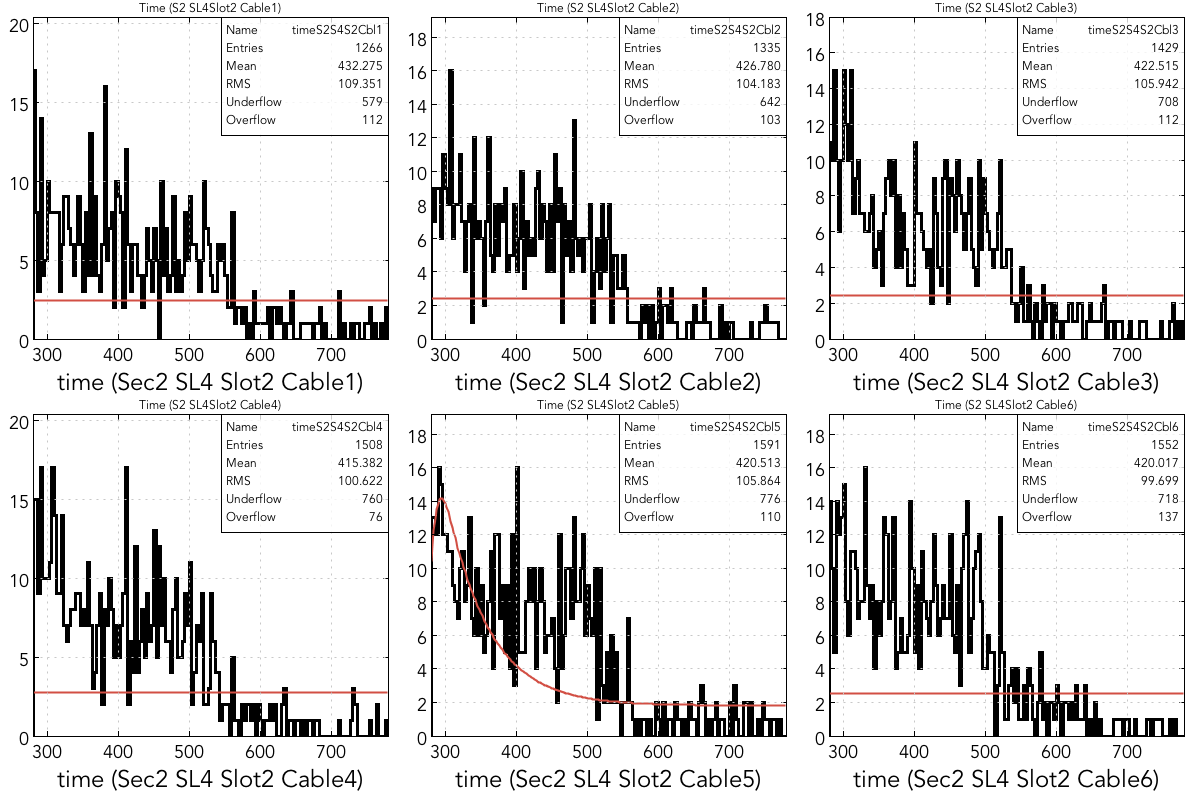 Time (S2 SL4Slot2 Cable1)
Name timeS2S4S2Cbl1
Entries 1266
Mean 432.275
RMS 109.351
Underflow 579
Overflow 112
20
15
10
5
0
300 400 500 600 700
time (Sec2 SL4 Slot2 Cable1)
Time (S2 SL4Slot2 Cable2)
Name timeS2S4S2Cbl2
Entries 1335
Mean 426.780
RMS 104.183
Underflow 642
Overflow 103
18
16
14
12
10
8
6
4
2
0
300 400 500 600 700
time (Sec2 SL4 Slot2 Cable2)
Time (S2 SL4Slot2 Cable3)
Name timeS2S4S2Cbl3
Entries 1429
Mean 422.515
RMS 105.942
Underflow 708
Overflow 112
18
16
14
12
10
8
6
4
2
0
300 400 500 600 700
time (Sec2 SL4 Slot2 Cable3)
Time (S2 SL4Slot2 Cable4)
Name timeS2S4S2Cbl4
Entries 1508
Mean 415.382
RMS 100.622
Underflow 760
Overflow 76
20
15
10
5
0
300 400 500 600 700
time (Sec2 SL4 Slot2 Cable4)
Time (S2 SL4Slot2 Cable5)
Name timeS2S4S2Cbl5
Entries 1591
Mean 420.513
RMS 105.864
Underflow 776
Overflow 110
18
16
14
12
10
8
6
4
2
0
300 400 500 600 700
time (Sec2 SL4 Slot2 Cable5)
Time (S2 SL4Slot2 Cable6)
Name timeS2S4S2Cbl6
Entries 1552
Mean 420.017
RMS 99.699
Underflow 718
Overflow 137
18
16
14
12
10
8
6
4
2
0
300 400 500 600 700
time (Sec2 SL4 Slot2 Cable6)